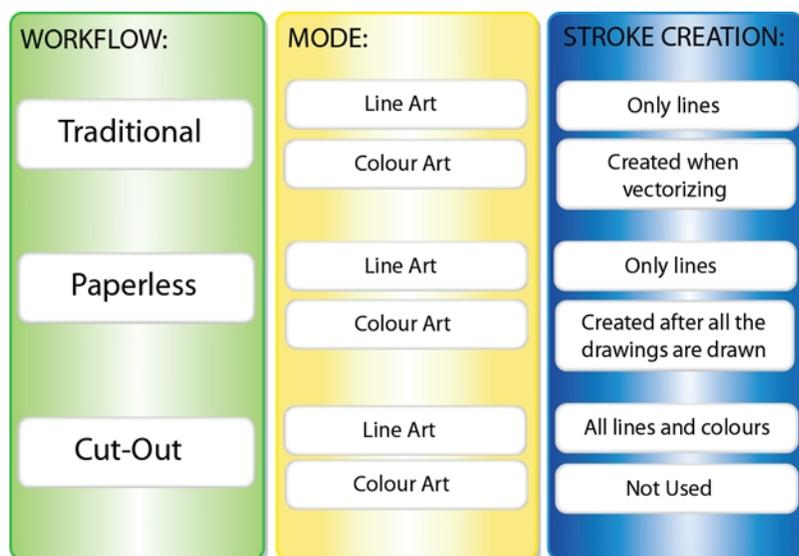 WORKFLOW:
MODE:
STROKE CREATION:
Traditional
Line Art
Only lines
Colour Art
Created when
vectorizing
Paperless
Line Art
Only lines
Colour Art
Created after all the
drawings are drawn
Cut-Out
Line Art
All lines and colours
Colour Art
Not Used